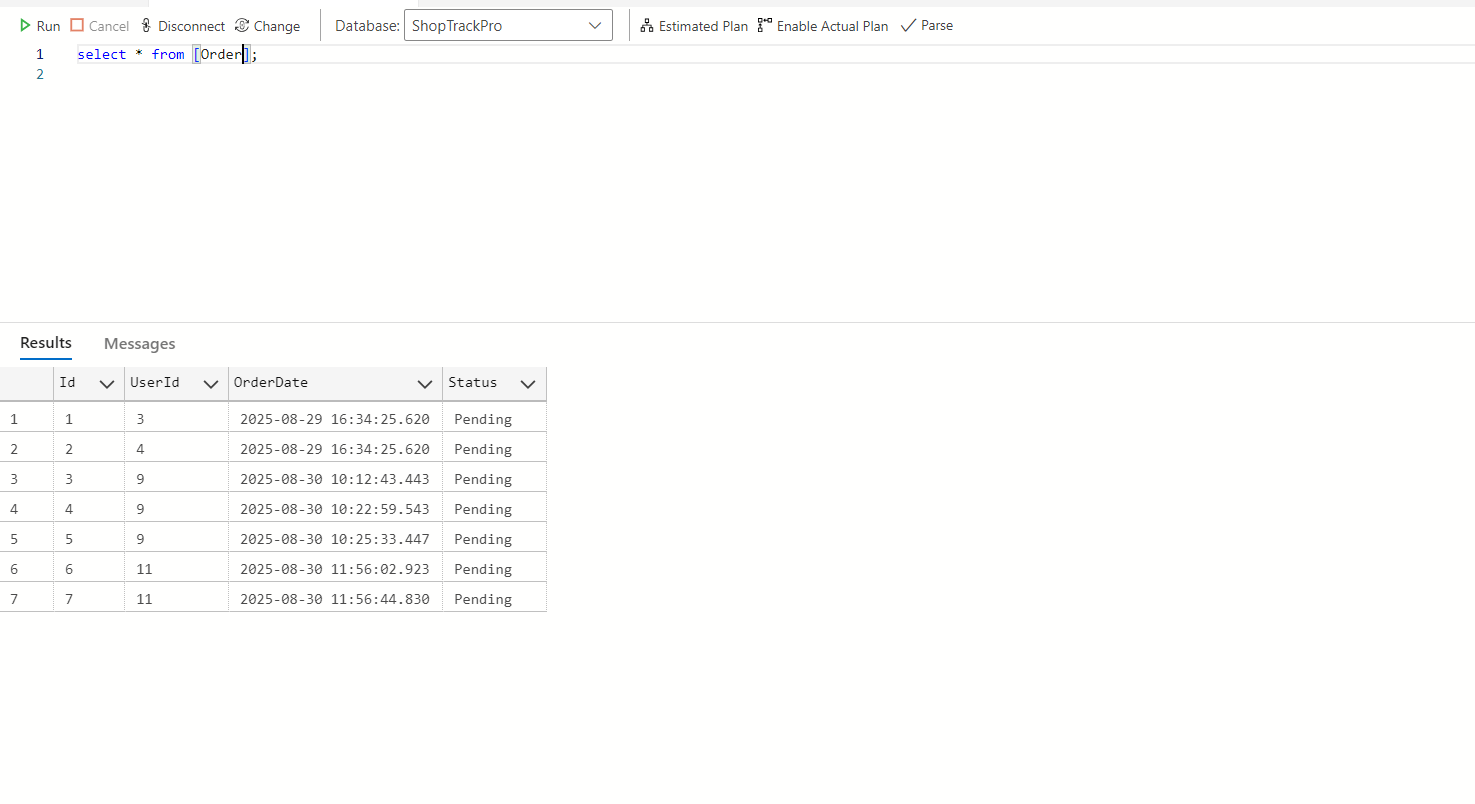 Run Cancel Disconnect Change Database: ShopTrackPro Estimated Plan Enable Actual Plan Parse
1 select * from [Order];
2
Results Messages
Id UserId OrderDate Status
1 1 3 2025-08-29 16:34:25.620 Pending
2 2 4 2025-08-29 16:34:25.620 Pending
3 3 9 2025-08-30 10:12:43.443 Pending
4 4 9 2025-08-30 10:22:59.543 Pending
5 5 9 2025-08-30 10:25:33.447 Pending
6 6 11 2025-08-30 11:56:02.923 Pending
7 7 11 2025-08-30 11:56:44.830 Pending